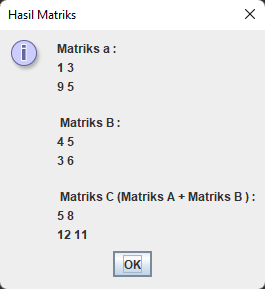 Hasil Matriks
Matriks a :
1 3
9 5
Matriks B :
4 5
3 6
Matriks C (Matriks A + Matriks B ) :
5 8
12 11
OK